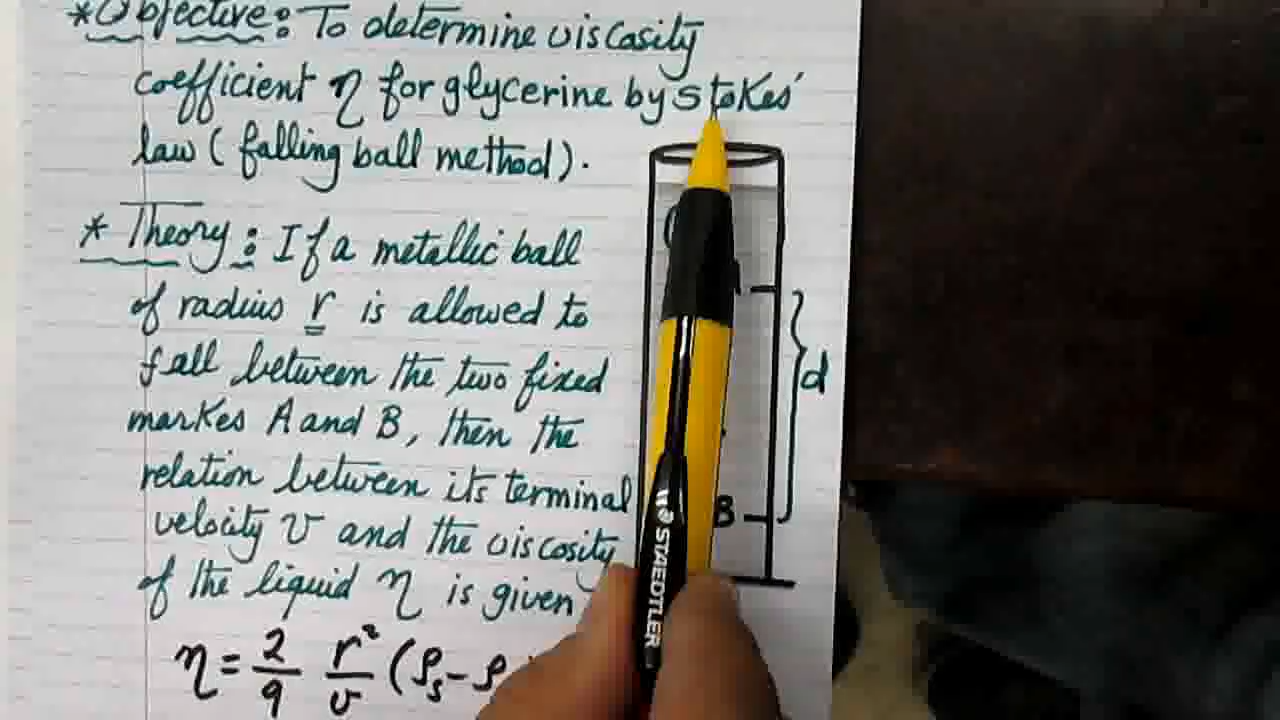 *Objective: To determine viscosity
coefficient η for glycerine by Stokes'
law (falling ball method).
* Theory: If a metallic ball
of radius r is allowed to
fall between the two fixed
markes A and B, then the
relation between its terminal
velocity v and the viscosity
of the liquid η is given
η = 2/9 r²/v (ρs - ρ
d
B
STAEDTLER